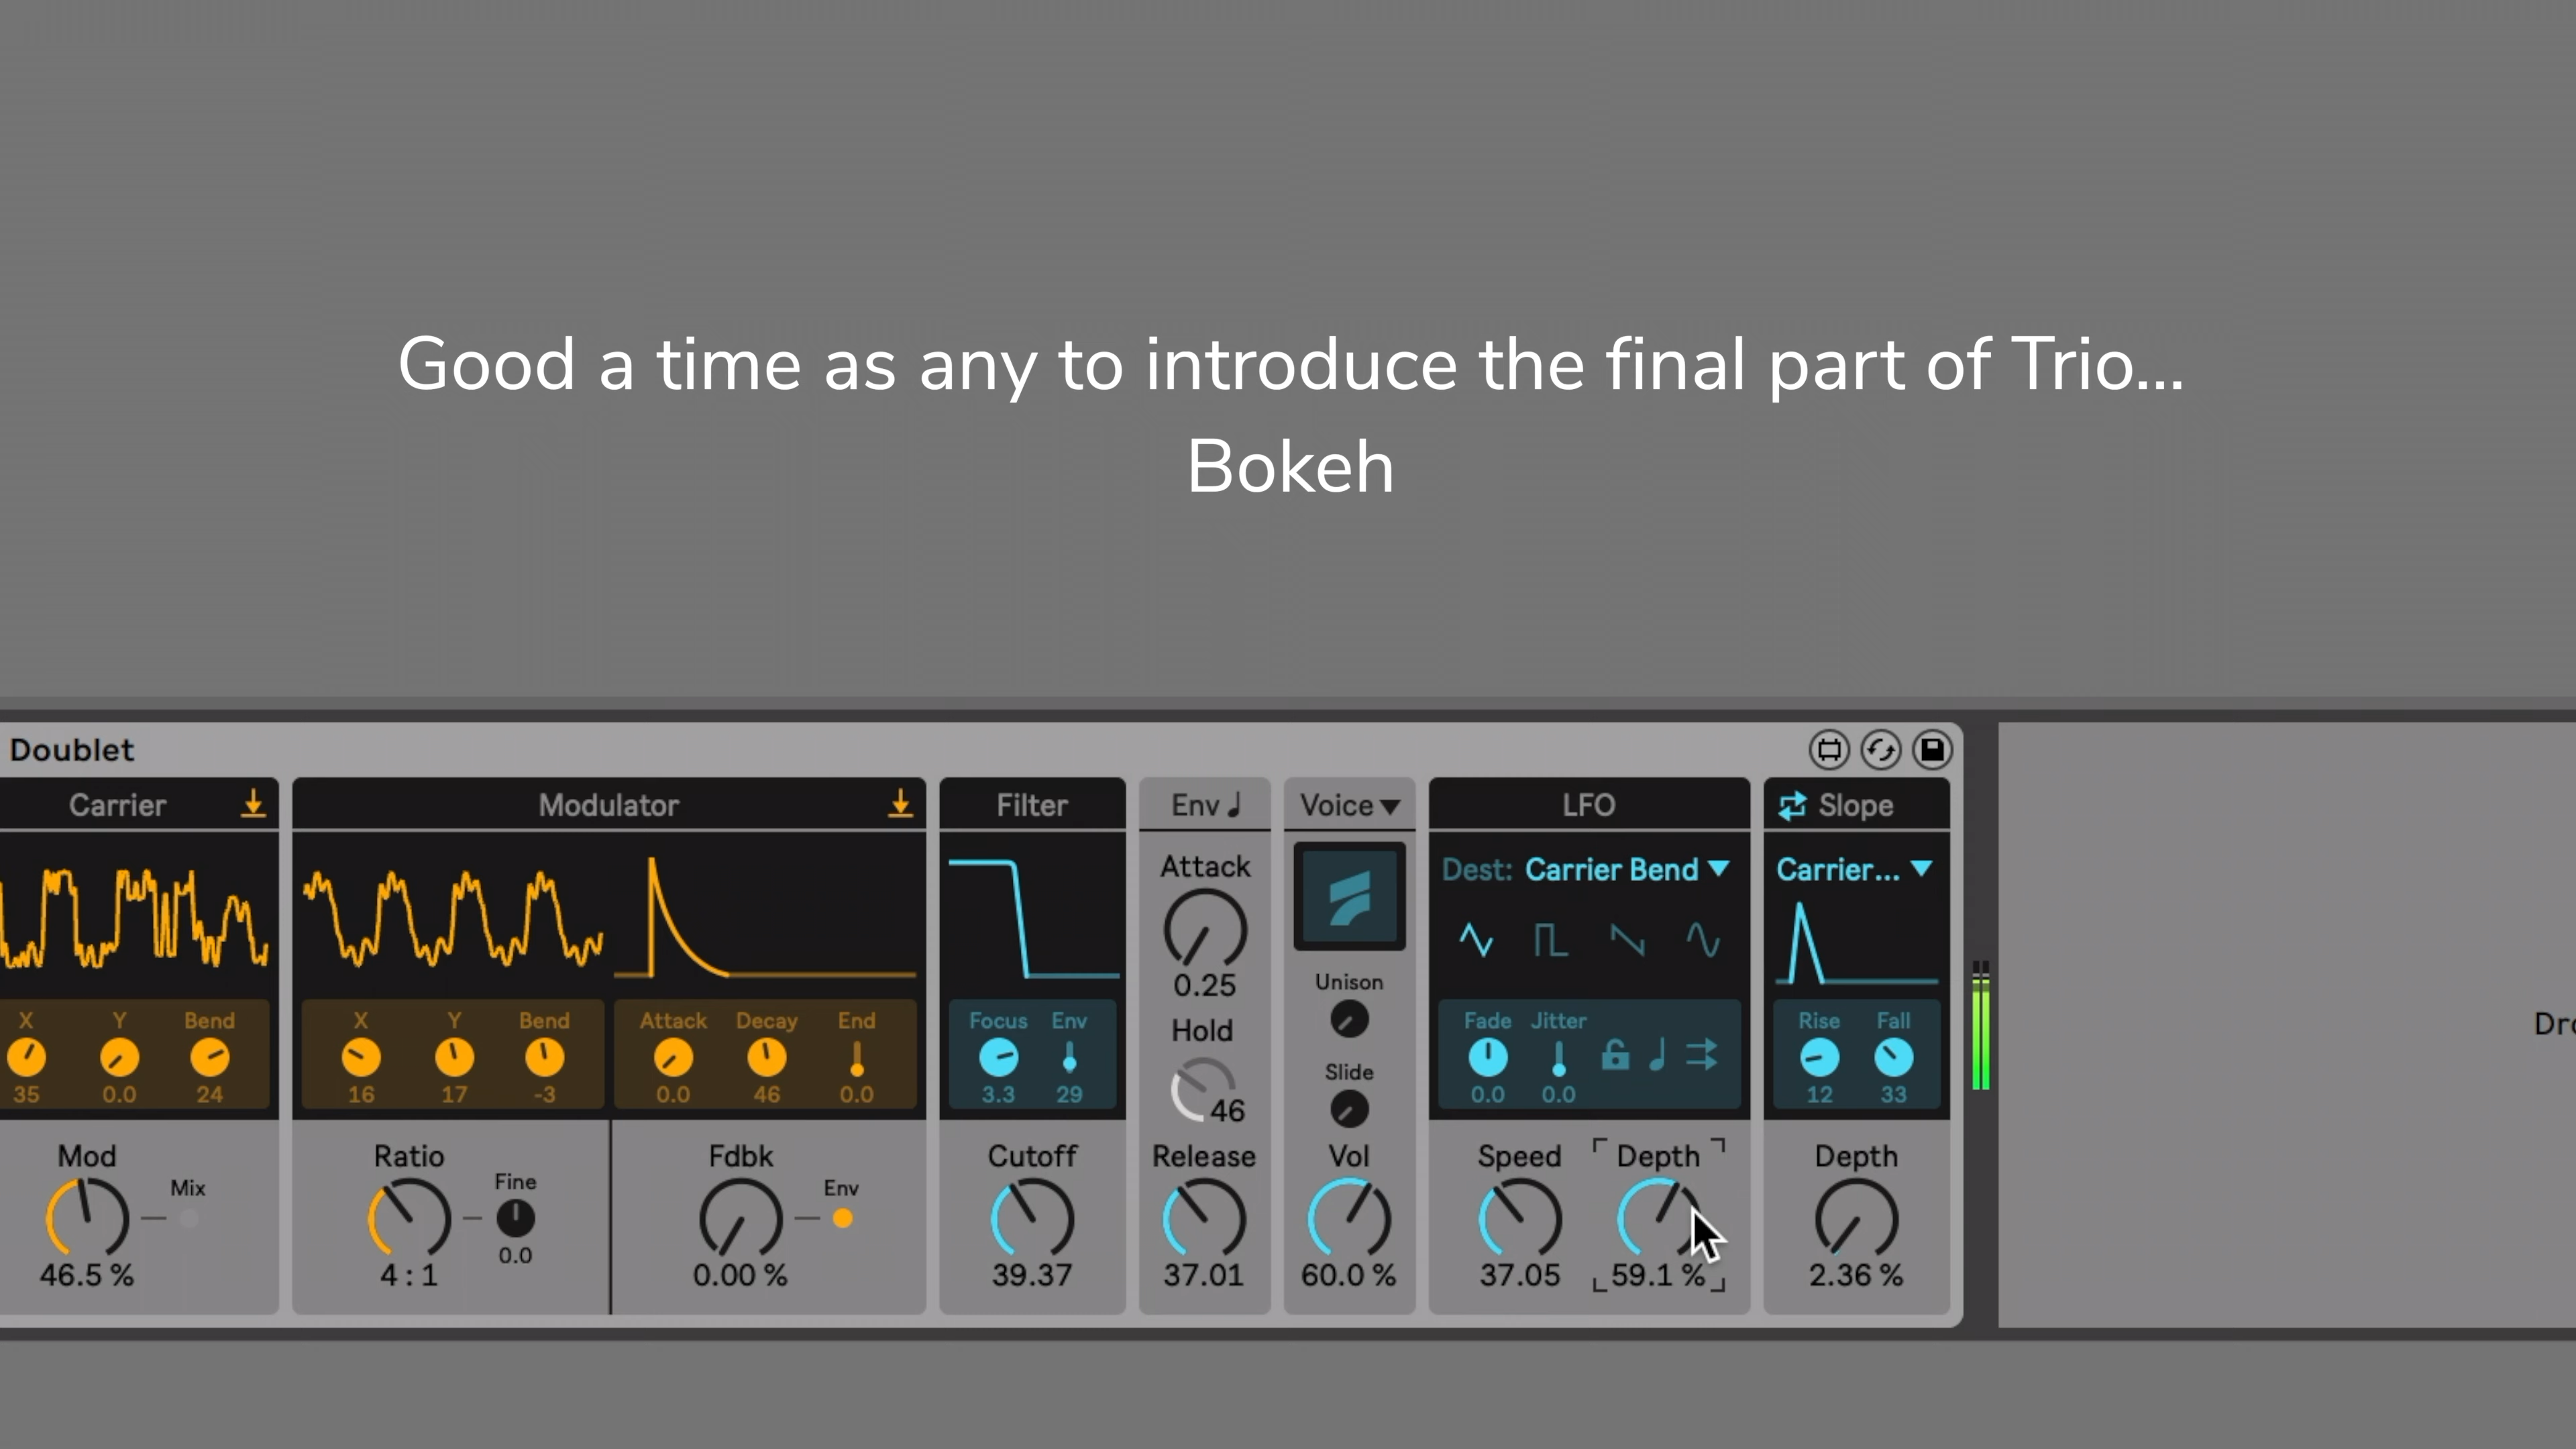 Good a time as any to introduce the final part of Trio...
Bokeh
Doublet
Carrier
Modulator
Filter
Env
Voice
LFO
Slope
Attack
Dest: Carrier Bend
Carrier...
0.25
Unison
Hold
X Y Bend
X Y Bend
Attack Decay End
Focus Env
Fade Jitter
Rise Fall
35 0.0 24
16 17 -3
0.0 46 0.0
3.3 29
46
Slide
0.0 0.0
12 33
Mod
Mix
Ratio
Fine
Fdbk
Env
Cutoff
Release
Vol
Speed
Depth
Depth
46.5 %
4 : 1
0.0
0.00 %
39.37
37.01
60.0 %
37.05
59.1 %
2.36 %